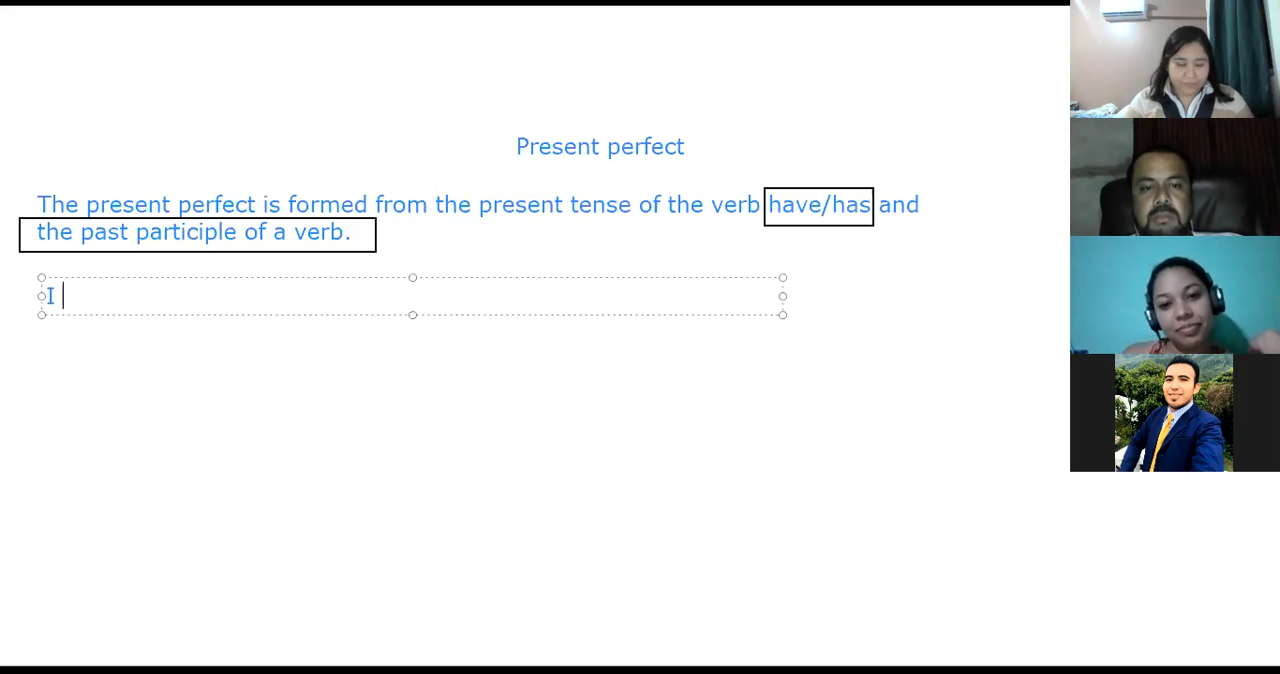 Present perfect
The present perfect is formed from the present tense of the verb have/has and
the past participle of a verb.
I